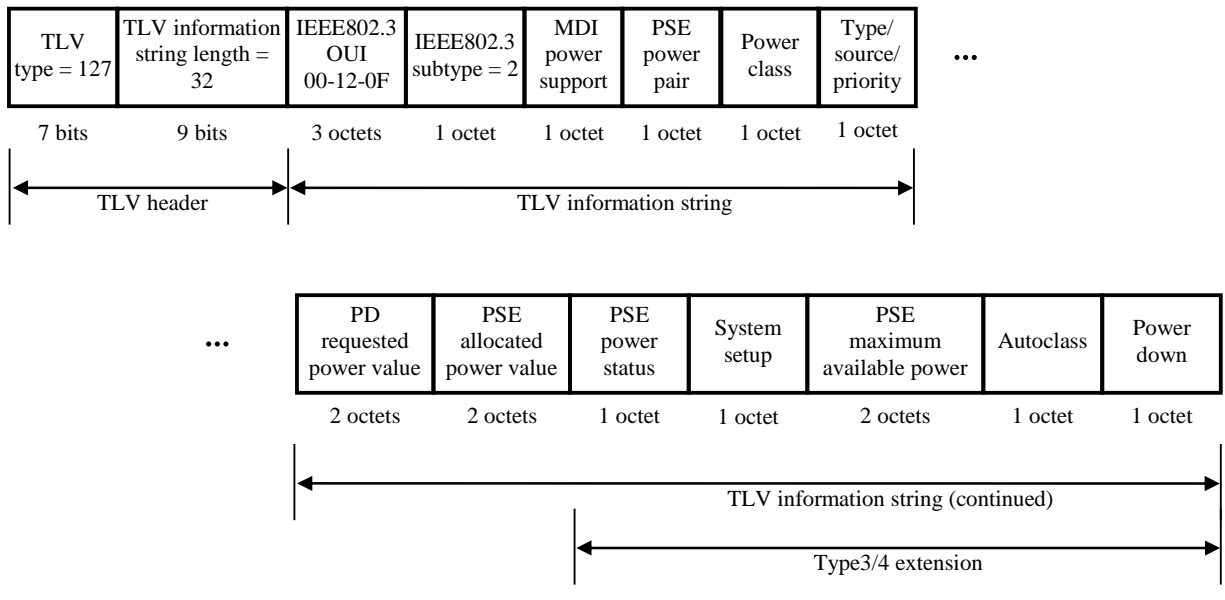 TLV
type = 127
TLV information
string length =
32
IEEE802.3
OUI
00-12-0F
IEEE802.3
subtype = 2
MDI
power
support
PSE
power
pair
Power
class
Type/
source/
priority
...
7 bits
9 bits
3 octets
1 octet
1 octet
1 octet
1 octet
1 octet
TLV header
TLV information string
...
PD
requested
power value
PSE
allocated
power value
PSE
power
status
System
setup
PSE
maximum
available power
Autoclass
Power
down
2 octets
2 octets
1 octet
1 octet
2 octets
1 octet
1 octet
TLV information string (continued)
Type3/4 extension